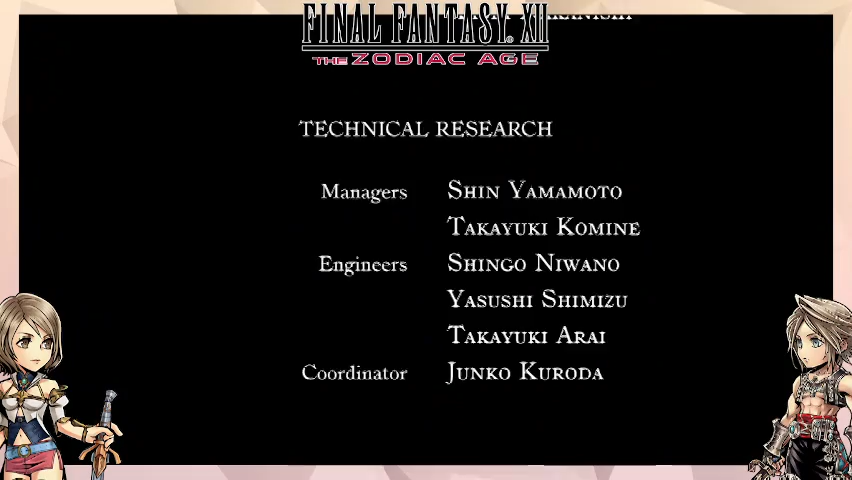 FINAL FANTASY® XII
THE ZODIAC AGE
TECHNICAL RESEARCH
Managers SHIN YAMAMOTO
TAKAYUKI KOMINE
Engineers SHINGO NIWANO
YASUSHI SHIMIZU
TAKAYUKI ARAI
Coordinator JUNKO KURODA